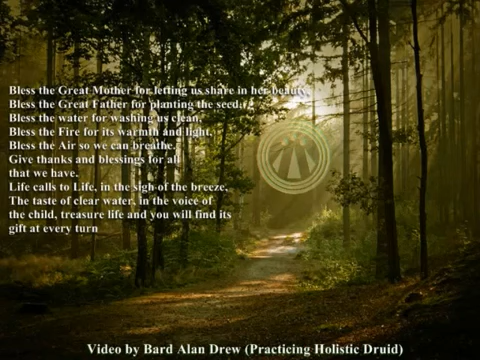 Bless the Great Mother for letting us share in her beauty,
Bless the Great Father for planting the seed,
Bless the water for washing us clean,
Bless the Fire for its warmth and light,
Bless the Air so we can breathe,
Give thanks and blessings for all
that we have.
Life calls to Life, in the sigh of the breeze,
The taste of clear water, in the voice of
the child, treasure life and you will find its
gift at every turn
Video by Bard Alan Drew (Practicing Holistic Druid)